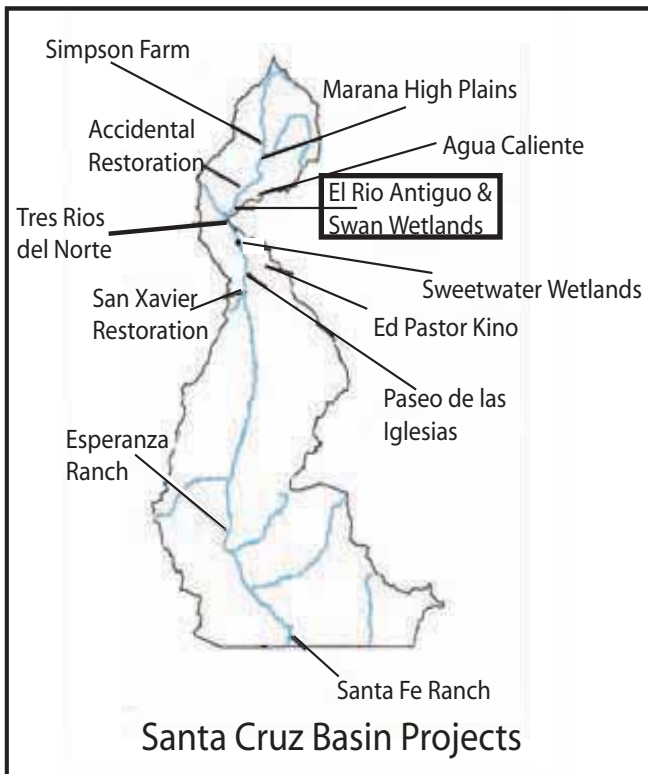 Simpson Farm
Marana High Plains
Accidental
Restoration
Agua Caliente
El Rio Antiguo &
Swan Wetlands
Tres Rios
del Norte
Sweetwater Wetlands
San Xavier
Restoration
Ed Pastor Kino
Paseo de las
Iglesias
Esperanza
Ranch
Santa Fe Ranch
Santa Cruz Basin Projects